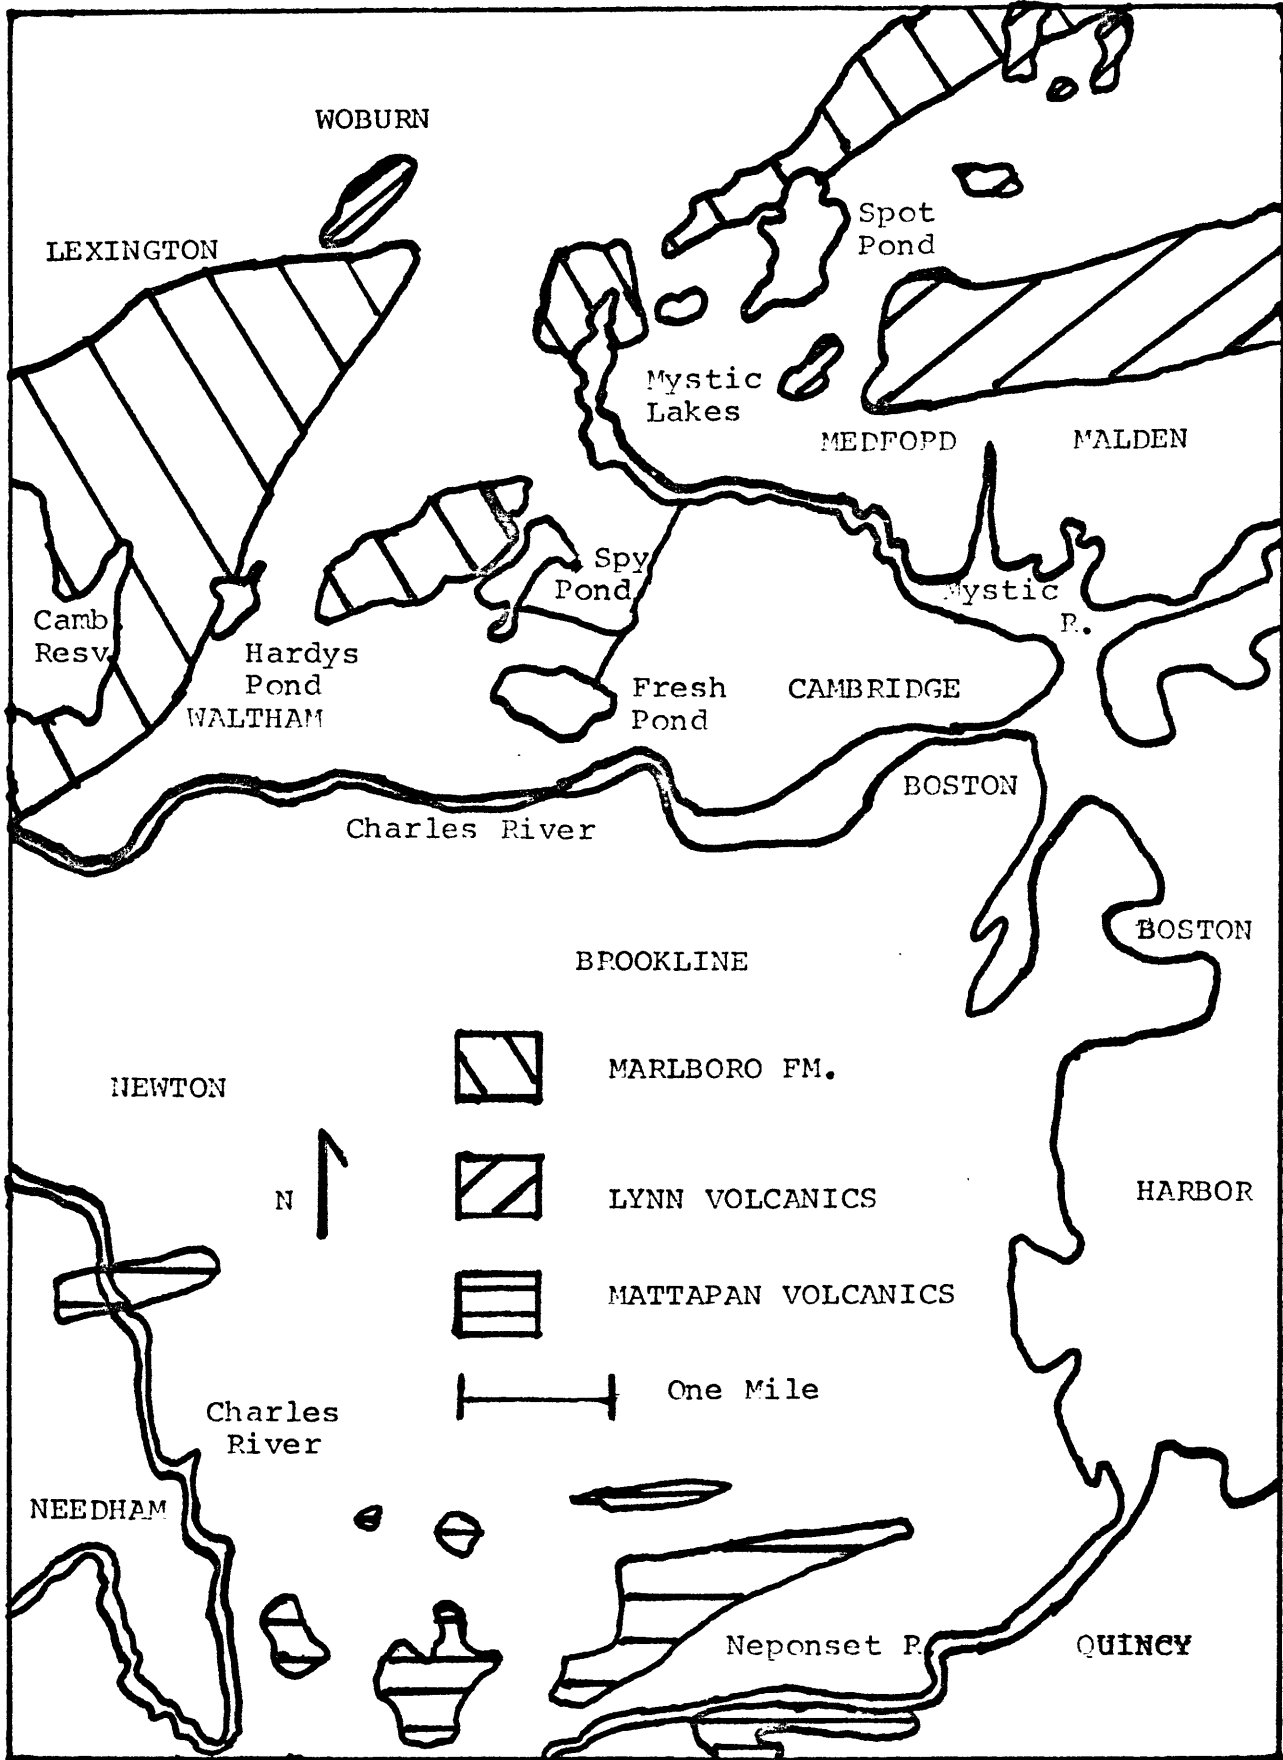 WOBURN
LEXINGTON
Spot
Pond
Mystic
Lakes
MEDFORD
MALDEN
Spy
Pond
Mystic
R.
Camb
Resv
Hardys
Pond
WALTHAM
Fresh
Pond
CAMBRIDGE
BOSTON
Charles River
BOSTON
BROOKLINE
MARLBORO FM.
NEWTON
N
LYNN VOLCANICS
HARBOR
MATTAPAN VOLCANICS
One Mile
Charles
River
NEEDHAM
Neponset R.
QUINCY